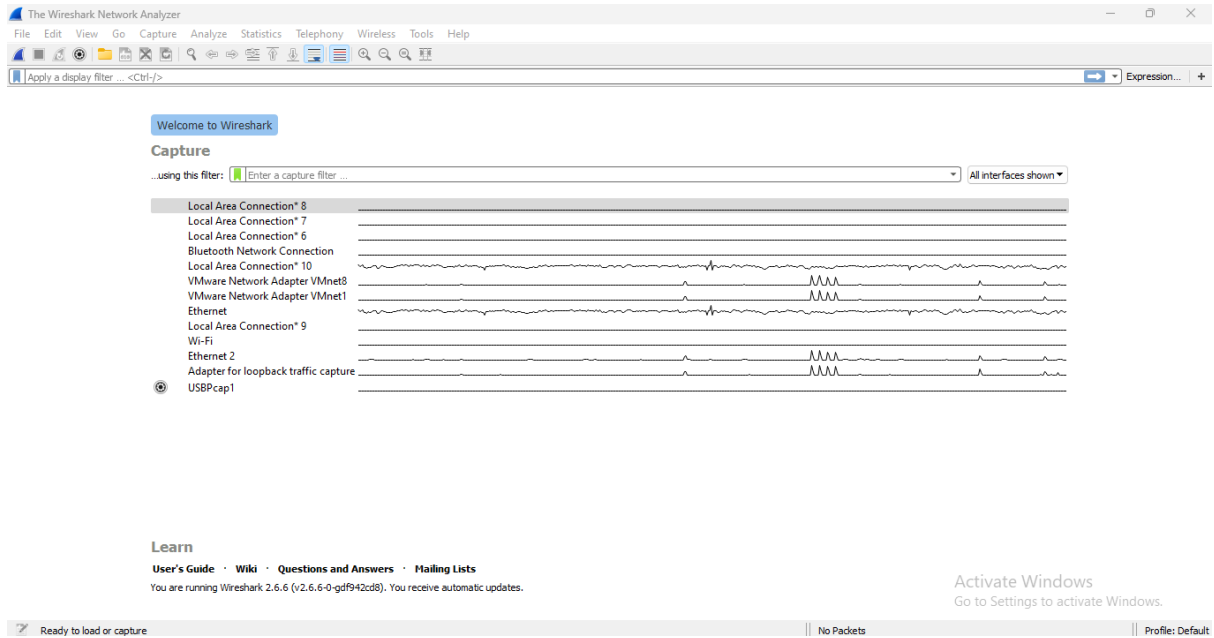 The Wireshark Network Analyzer
File Edit View Go Capture Analyze Statistics Telephony Wireless Tools Help
Apply a display filter ... <Ctrl-/>
Expression... +
Welcome to Wireshark
Capture
...using this filter: Enter a capture filter ... All interfaces shown
Local Area Connection* 8
Local Area Connection* 7
Local Area Connection* 6
Bluetooth Network Connection
Local Area Connection* 10
VMware Network Adapter VMnet8
VMware Network Adapter VMnet1
Ethernet
Local Area Connection* 9
Wi-Fi
Ethernet 2
Adapter for loopback traffic capture
USBPcap1
Learn
User's Guide · Wiki · Questions and Answers · Mailing Lists
You are running Wireshark 2.6.6 (v2.6.6-0-gdf942cd8). You receive automatic updates.
Activate Windows
Go to Settings to activate Windows.
Ready to load or capture No Packets Profile: Default